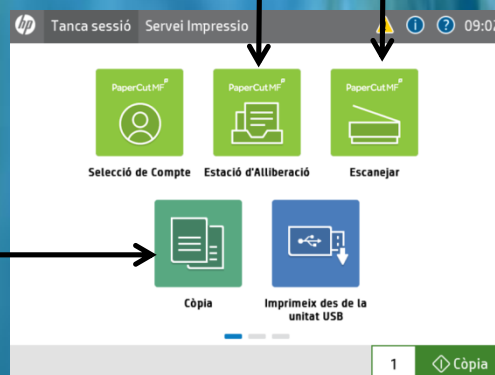 hp Tanca sessió Servei Impressio 09:02
PaperCut MF PaperCut MF PaperCut MF
Selecció de Compte Estació d'Alliberació Escanejar
Còpia Imprimeix des de la
unitat USB
1 Còpia